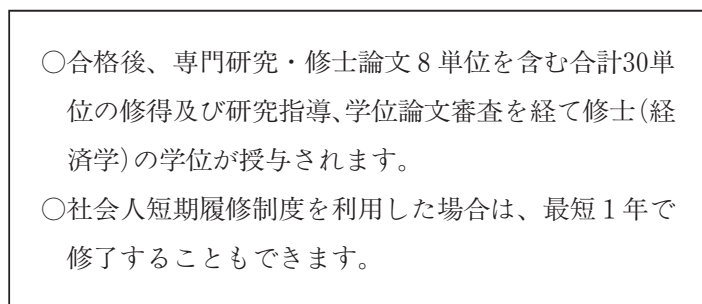 ○合格後、専門研究・修士論文８単位を含む合計30単
位の修得及び研究指導、学位論文審査を経て修士(経
済学)の学位が授与されます。
○社会人短期履修制度を利用した場合は、最短１年で
修了することもできます。